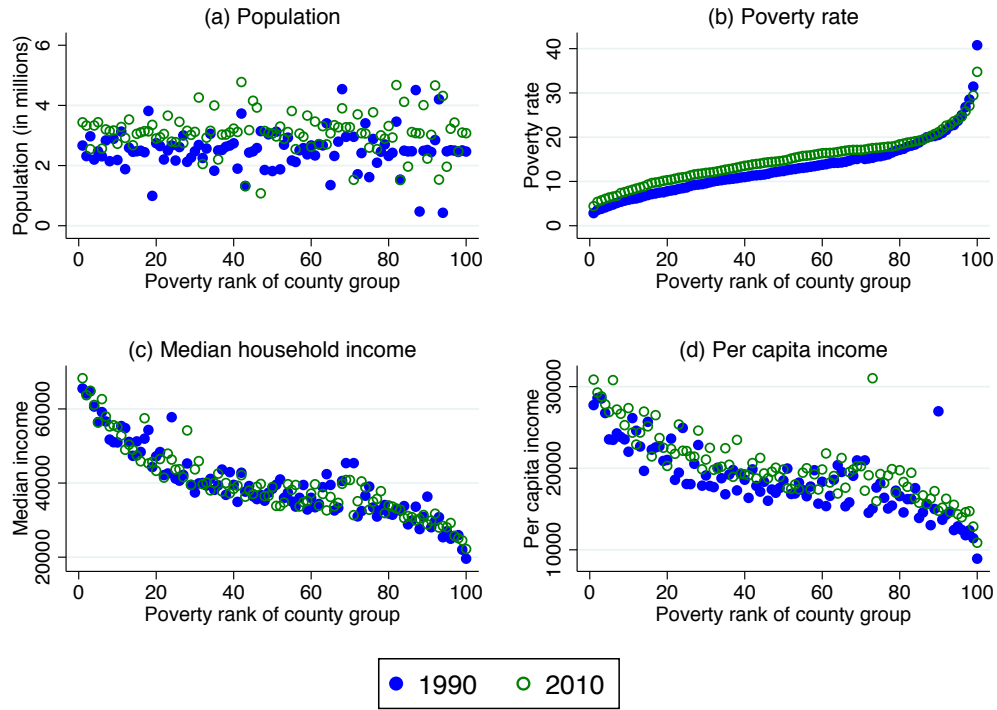 (a) Population
Population (in millions)
6
4
2
0
0 20 40 60 80 100
Poverty rank of county group
(b) Poverty rate
Poverty rate
40
30
20
10
0
0 20 40 60 80 100
Poverty rank of county group
(c) Median household income
Median income
60000
40000
20000
0 20 40 60 80 100
Poverty rank of county group
(d) Per capita income
Per capita income
30000
20000
10000
0 20 40 60 80 100
Poverty rank of county group
1990 2010